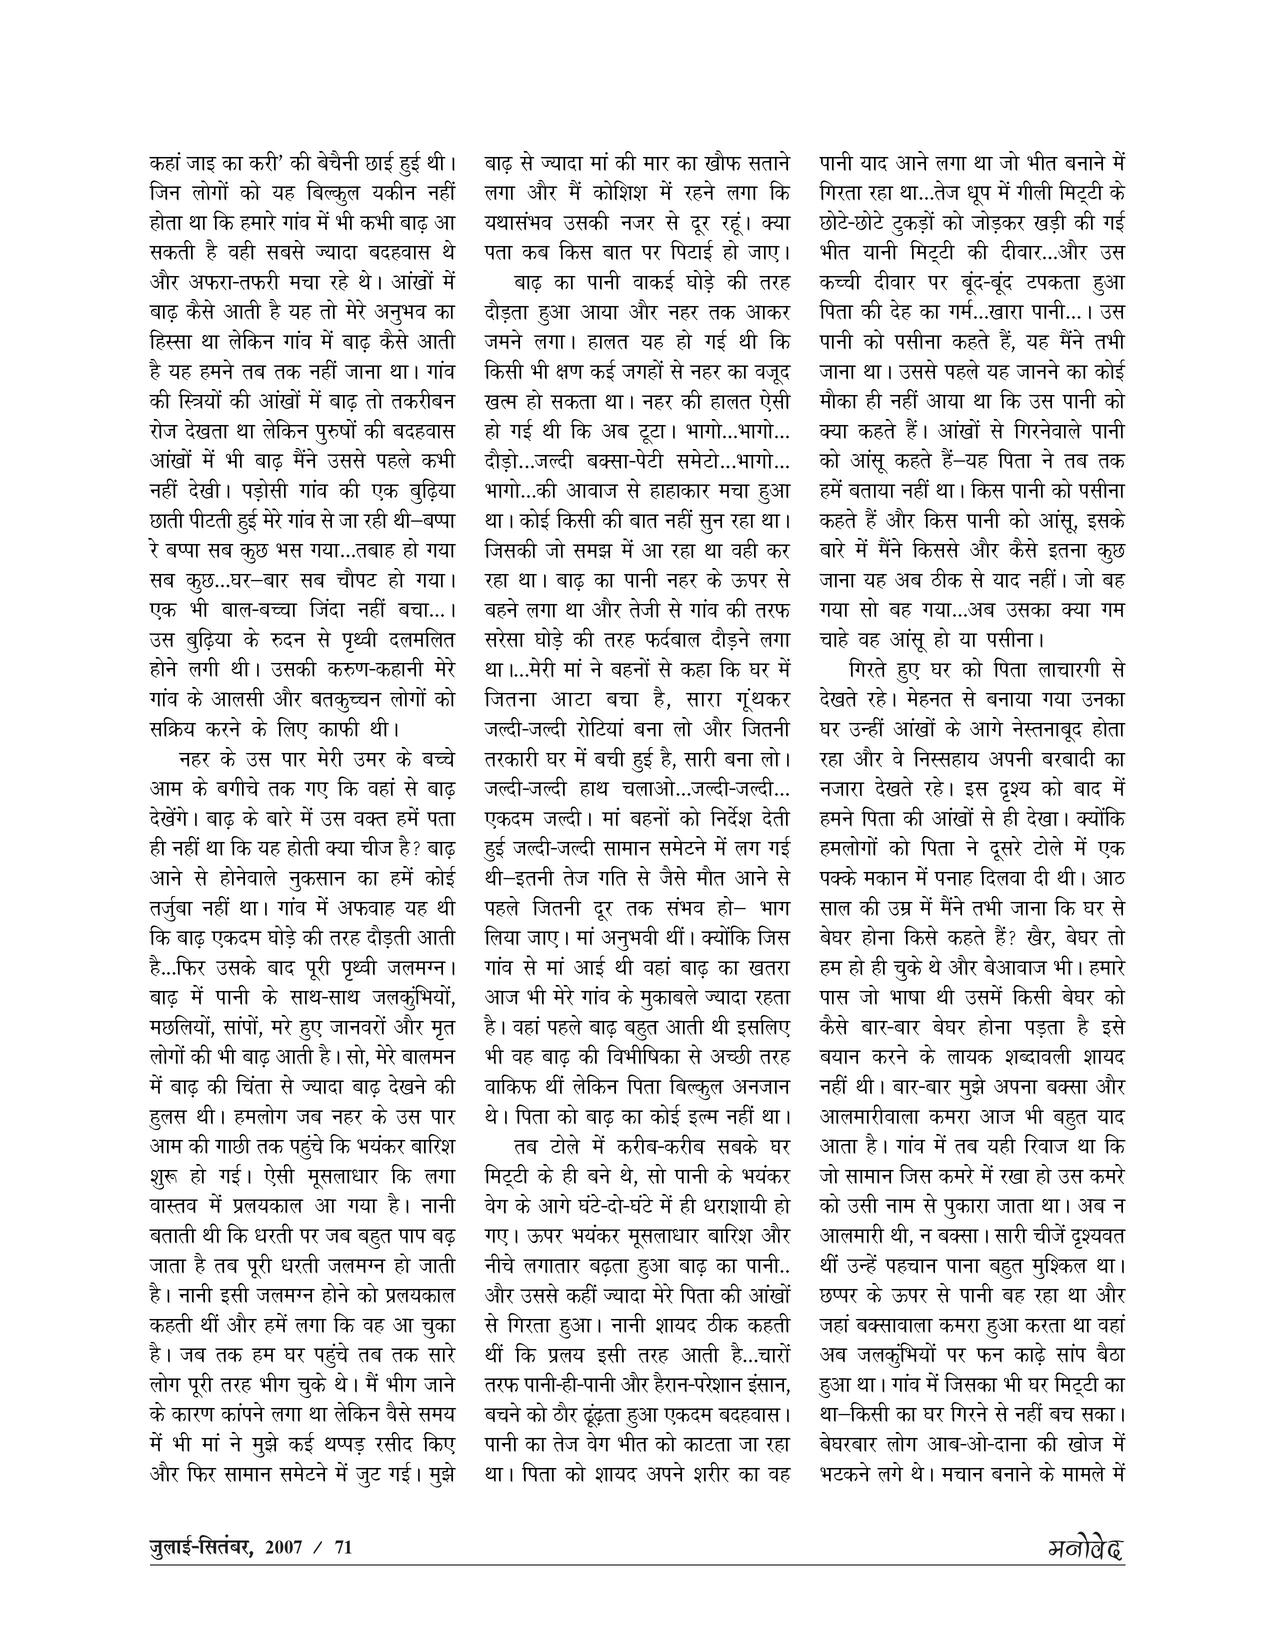 कहां जाइ का करी’ की बेचैनी छाई हुई थी।
जिन लोगों को यह बिल्कुल यकीन नहीं
होता था कि हमारे गांव में भी कभी बाढ़ आ
सकती है वही सबसे ज्यादा बदहवास थे
और अफरा-तफरी मचा रहे थे। आंखों में
बाढ़ कैसे आती है यह तो मेरे अनुभव का
हिस्सा था लेकिन गांव में बाढ़ कैसे आती
है यह हमने तब तक नहीं जाना था। गांव
की स्त्रियों की आंखों में बाढ़ तो तकरीबन
रोज देखता था लेकिन पुरुषों की बदहवास
आंखों में भी बाढ़ मैंने उससे पहले कभी
नहीं देखी। पड़ोसी गांव की एक बुढ़िया
छाती पीटती हुई मेरे गांव से जा रही थी–बप्पा
रे बप्पा सब कुछ भस गया...तबाह हो गया
सब कुछ...घर–बार सब चौपट हो गया।
एक भी बाल-बच्चा जिंदा नहीं बचा...।
उस बुढ़िया के रुदन से पृथ्वी दलमलित
होने लगी थी। उसकी करुण-कहानी मेरे
गांव के आलसी और बतकुच्चन लोगों को
सक्रिय करने के लिए काफी थी।
नहर के उस पार मेरी उमर के बच्चे
आम के बगीचे तक गए कि वहां से बाढ़
देखेंगे। बाढ़ के बारे में उस वक्त हमें पता
ही नहीं था कि यह होती क्या चीज है? बाढ़
आने से होनेवाले नुकसान का हमें कोई
तर्जुबा नहीं था। गांव में अफवाह यह थी
कि बाढ़ एकदम घोड़े की तरह दौड़ती आती
है...फिर उसके बाद पूरी पृथ्वी जलमग्न।
बाढ़ में पानी के साथ-साथ जलकुंभियों,
मछलियों, सांपों, मरे हुए जानवरों और मृत
लोगों की भी बाढ़ आती है। सो, मेरे बालमन
में बाढ़ की चिंता से ज्यादा बाढ़ देखने की
हुलस थी। हमलोग जब नहर के उस पार
आम की गाछी तक पहुंचे कि भयंकर बारिश
शुरू हो गई। ऐसी मूसलाधार कि लगा
वास्तव में प्रलयकाल आ गया है। नानी
बताती थी कि धरती पर जब बहुत पाप बढ़
जाता है तब पूरी धरती जलमग्न हो जाती
है। नानी इसी जलमग्न होने को प्रलयकाल
कहती थीं और हमें लगा कि वह आ चुका
है। जब तक हम घर पहुंचे तब तक सारे
लोग पूरी तरह भीग चुके थे। मैं भीग जाने
के कारण कांपने लगा था लेकिन वैसे समय
में भी मां ने मुझे कई थप्पड़ रसीद किए
और फिर सामान समेटने में जुट गई। मुझे
बाढ़ से ज्यादा मां की मार का खौफ सताने
लगा और मैं कोशिश में रहने लगा कि
यथासंभव उसकी नजर से दूर रहूं। क्या
पता कब किस बात पर पिटाई हो जाए।
बाढ़ का पानी वाकई घोड़े की तरह
दौड़ता हुआ आया और नहर तक आकर
जमने लगा। हालत यह हो गई थी कि
किसी भी क्षण कई जगहों से नहर का वजूद
खत्म हो सकता था। नहर की हालत ऐसी
हो गई थी कि अब टूटा। भागो...भागो...
दौड़ो...जल्दी बक्सा-पेटी समेटो...भागो...
भागो...की आवाज से हाहाकार मचा हुआ
था। कोई किसी की बात नहीं सुन रहा था।
जिसकी जो समझ में आ रहा था वही कर
रहा था। बाढ़ का पानी नहर के ऊपर से
बहने लगा था और तेजी से गांव की तरफ
सरेसा घोड़े की तरह फर्दबाल दौड़ने लगा
था।...मेरी मां ने बहनों से कहा कि घर में
जितना आटा बचा है, सारा गूंथकर
जल्दी-जल्दी रोटियां बना लो और जितनी
तरकारी घर में बची हुई है, सारी बना लो।
जल्दी-जल्दी हाथ चलाओ...जल्दी-जल्दी...
एकदम जल्दी। मां बहनों को निर्देश देती
हुई जल्दी-जल्दी सामान समेटने में लग गई
थी–इतनी तेज गति से जैसे मौत आने से
पहले जितनी दूर तक संभव हो– भाग
लिया जाए। मां अनुभवी थीं। क्योंकि जिस
गांव से मां आई थी वहां बाढ़ का खतरा
आज भी मेरे गांव के मुकाबले ज्यादा रहता
है। वहां पहले बाढ़ बहुत आती थी इसलिए
भी वह बाढ़ की विभीषिका से अच्छी तरह
वाकिफ थीं लेकिन पिता बिल्कुल अनजान
थे। पिता को बाढ़ का कोई इल्म नहीं था।
तब टोले में करीब-करीब सबके घर
मिट्टी के ही बने थे, सो पानी के भयंकर
वेग के आगे घंटे-दो-घंटे में ही धराशायी हो
गए। ऊपर भयंकर मूसलाधार बारिश और
नीचे लगातार बढ़ता हुआ बाढ़ का पानी..
और उससे कहीं ज्यादा मेरे पिता की आंखों
से गिरता हुआ। नानी शायद ठीक कहती
थीं कि प्रलय इसी तरह आती है...चारों
तरफ पानी-ही-पानी और हैरान-परेशान इंसान,
बचने को ठौर ढूंढ़ता हुआ एकदम बदहवास।
पानी का तेज वेग भीत को काटता जा रहा
था। पिता को शायद अपने शरीर का वह
पानी याद आने लगा था जो भीत बनाने में
गिरता रहा था...तेज धूप में गीली मिट्टी के
छोटे-छोटे टुकड़ों को जोड़कर खड़ी की गई
भीत यानी मिट्टी की दीवार...और उस
कच्ची दीवार पर बूंद-बूंद टपकता हुआ
पिता की देह का गर्म...खारा पानी...। उस
पानी को पसीना कहते हैं, यह मैंने तभी
जाना था। उससे पहले यह जानने का कोई
मौका ही नहीं आया था कि उस पानी को
क्या कहते हैं। आंखों से गिरनेवाले पानी
को आंसू कहते हैं–यह पिता ने तब तक
हमें बताया नहीं था। किस पानी को पसीना
कहते हैं और किस पानी को आंसू, इसके
बारे में मैंने किससे और कैसे इतना कुछ
जाना यह अब ठीक से याद नहीं। जो बह
गया सो बह गया...अब उसका क्या गम
चाहे वह आंसू हो या पसीना।
गिरते हुए घर को पिता लाचारगी से
देखते रहे। मेहनत से बनाया गया उनका
घर उन्हीं आंखों के आगे नेस्तनाबूद होता
रहा और वे निस्सहाय अपनी बरबादी का
नजारा देखते रहे। इस दृश्य को बाद में
हमने पिता की आंखों से ही देखा। क्योंकि
हमलोगों को पिता ने दूसरे टोले में एक
पक्के मकान में पनाह दिलवा दी थी। आठ
साल की उम्र में मैंने तभी जाना कि घर से
बेघर होना किसे कहते हैं? खैर, बेघर तो
हम हो ही चुके थे और बेआवाज भी। हमारे
पास जो भाषा थी उसमें किसी बेघर को
कैसे बार-बार बेघर होना पड़ता है इसे
बयान करने के लायक शब्दावली शायद
नहीं थी। बार-बार मुझे अपना बक्सा और
आलमारीवाला कमरा आज भी बहुत याद
आता है। गांव में तब यही रिवाज था कि
जो सामान जिस कमरे में रखा हो उस कमरे
को उसी नाम से पुकारा जाता था। अब न
आलमारी थी, न बक्सा। सारी चीजें दृश्यवत
थीं उन्हें पहचान पाना बहुत मुश्किल था।
छप्पर के ऊपर से पानी बह रहा था और
जहां बक्सावाला कमरा हुआ करता था वहां
अब जलकुंभियों पर फन काढ़े सांप बैठा
हुआ था। गांव में जिसका भी घर मिट्टी का
था–किसी का घर गिरने से नहीं बच सका।
बेघरबार लोग आब-ओ-दाना की खोज में
भटकने लगे थे। मचान बनाने के मामले में
जुलाई-सितंबर, 2007 / 71
मनोवेद